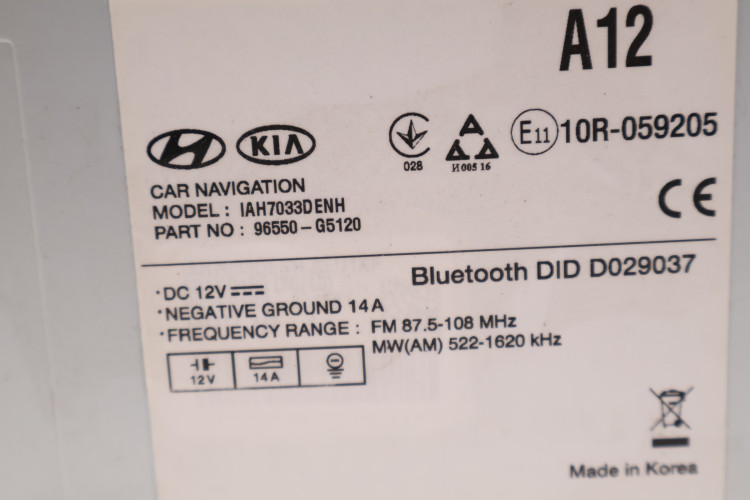 A12
KIA
028
И 005 16
E11 10R-059205
CAR NAVIGATION
MODEL : IAH7033DENH
PART NO : 96550-G5120
CE
Bluetooth DID D029037
·DC 12V
·NEGATIVE GROUND 14A
·FREQUENCY RANGE : FM 87.5-108 MHz
MW(AM) 522-1620 kHz
12V 14A
Made in Korea